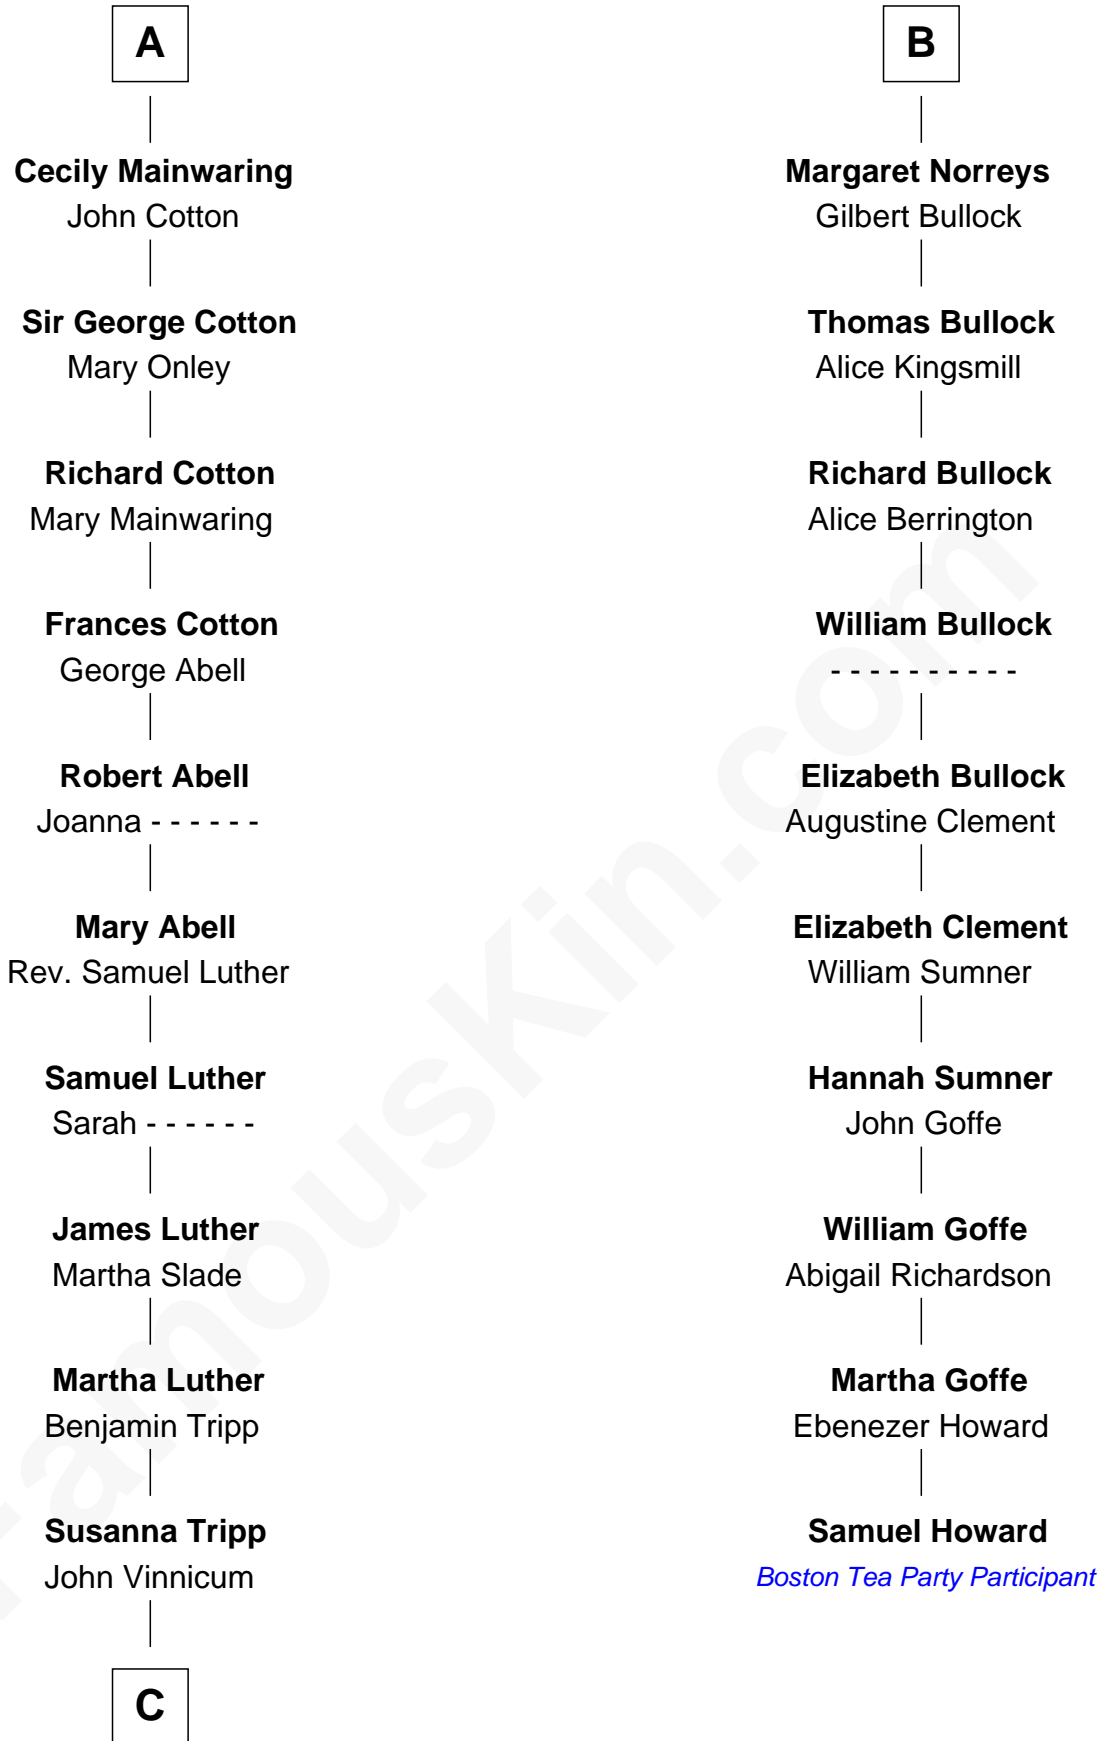 A
Cecily Mainwaring
John Cotton
Sir George Cotton
Mary Onley
Richard Cotton
Mary Mainwaring
Frances Cotton
George Abell
Robert Abell
Joanna - - - - - -
Mary Abell
Rev. Samuel Luther
Samuel Luther
Sarah - - - - - -
James Luther
Martha Slade
Martha Luther
Benjamin Tripp
Susanna Tripp
John Vinnicum
C
B
Margaret Norreys
Gilbert Bullock
Thomas Bullock
Alice Kingsmill
Richard Bullock
Alice Berrington
William Bullock
- - - - - - - - - -
Elizabeth Bullock
Augustine Clement
Elizabeth Clement
William Sumner
Hannah Sumner
John Goffe
William Goffe
Abigail Richardson
Martha Goffe
Ebenezer Howard
Samuel Howard
Boston Tea Party Participant
FamousKin.com